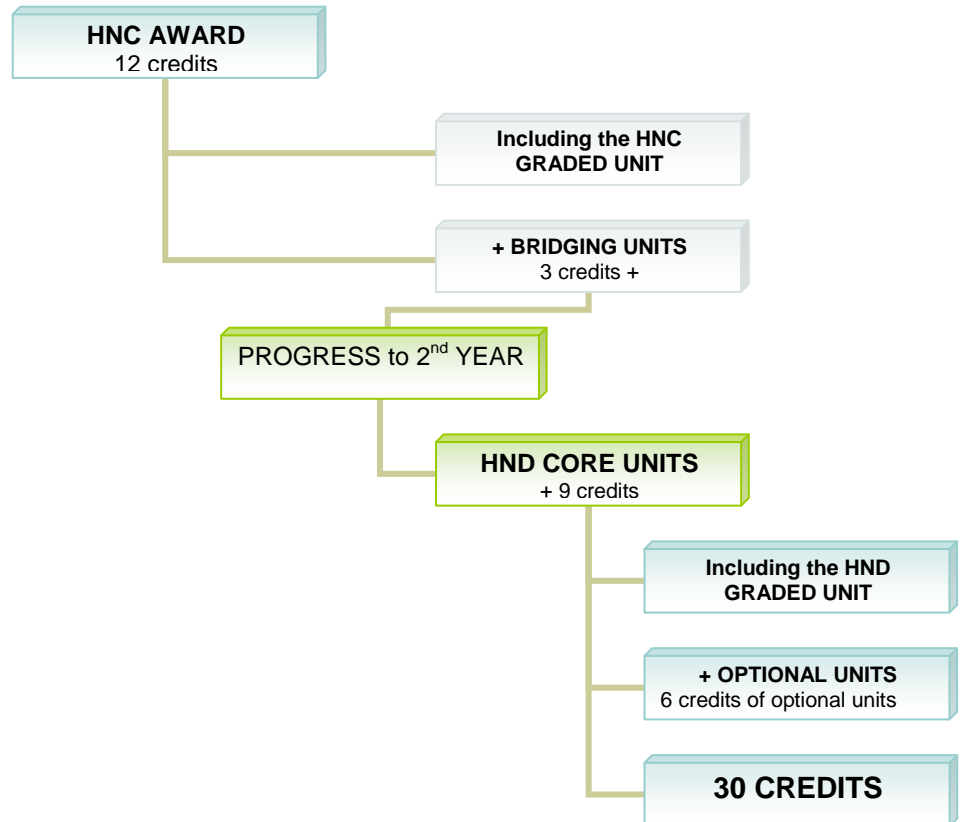 HNC AWARD
12 credits
Including the HNC
GRADED UNIT
+ BRIDGING UNITS
3 credits +
PROGRESS to 2nd YEAR
HND CORE UNITS
+ 9 credits
Including the HND
GRADED UNIT
+ OPTIONAL UNITS
6 credits of optional units
30 CREDITS